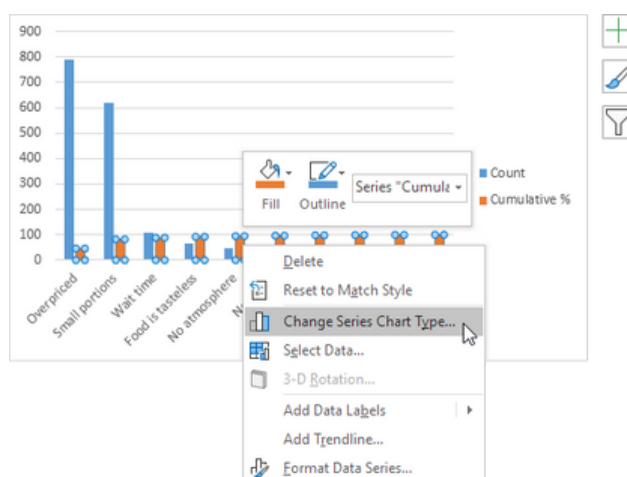 900
800
700
600
500
400
300
200
100
0
Overpriced
Small portions
Wait time
Food is tasteless
No atmosphere
Fill
Outline
Series "Cumula
Count
Cumulative %
Delete
Reset to Match Style
Change Series Chart Type...
Select Data...
3-D Rotation...
Add Data Labels
Add Trendline...
Format Data Series...